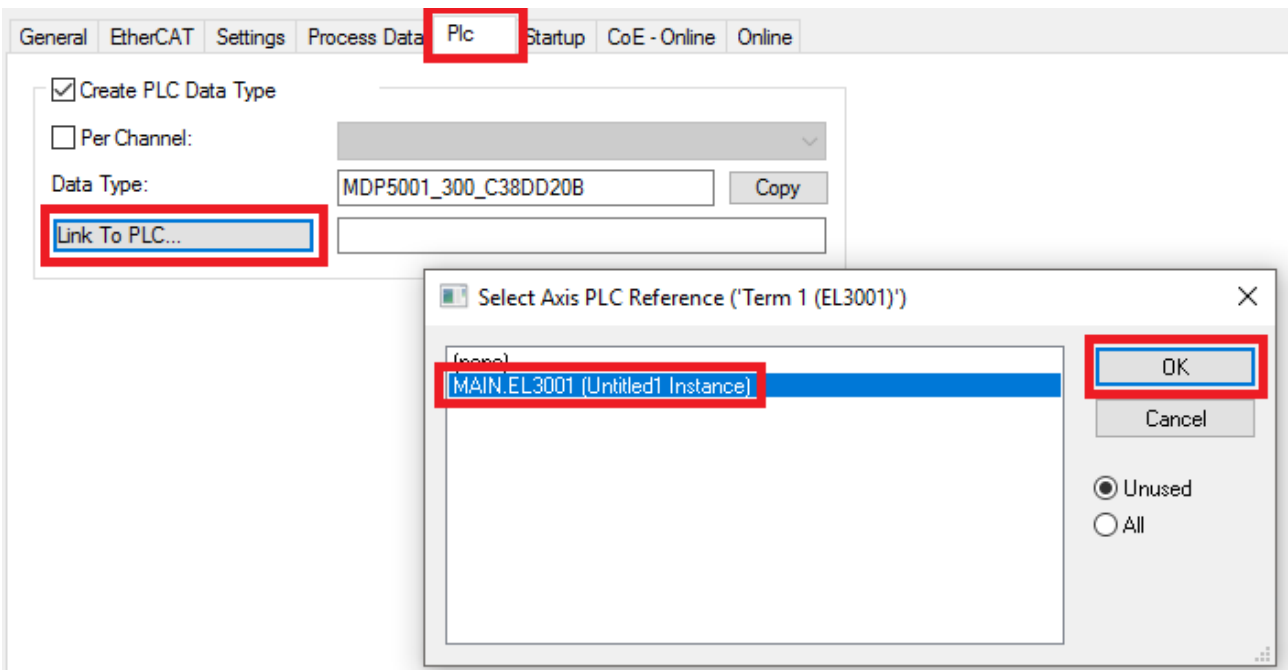 General EtherCAT Settings Process Data Plc Startup CoE - Online Online
Create PLC Data Type
Per Channel:
Data Type: MDP5001_300_C38DD20B Copy
Link To PLC...
Select Axis PLC Reference ('Term 1 (EL3001)')
(none)
MAIN.EL3001 (Untitled1 Instance)
OK
Cancel
Unused
All